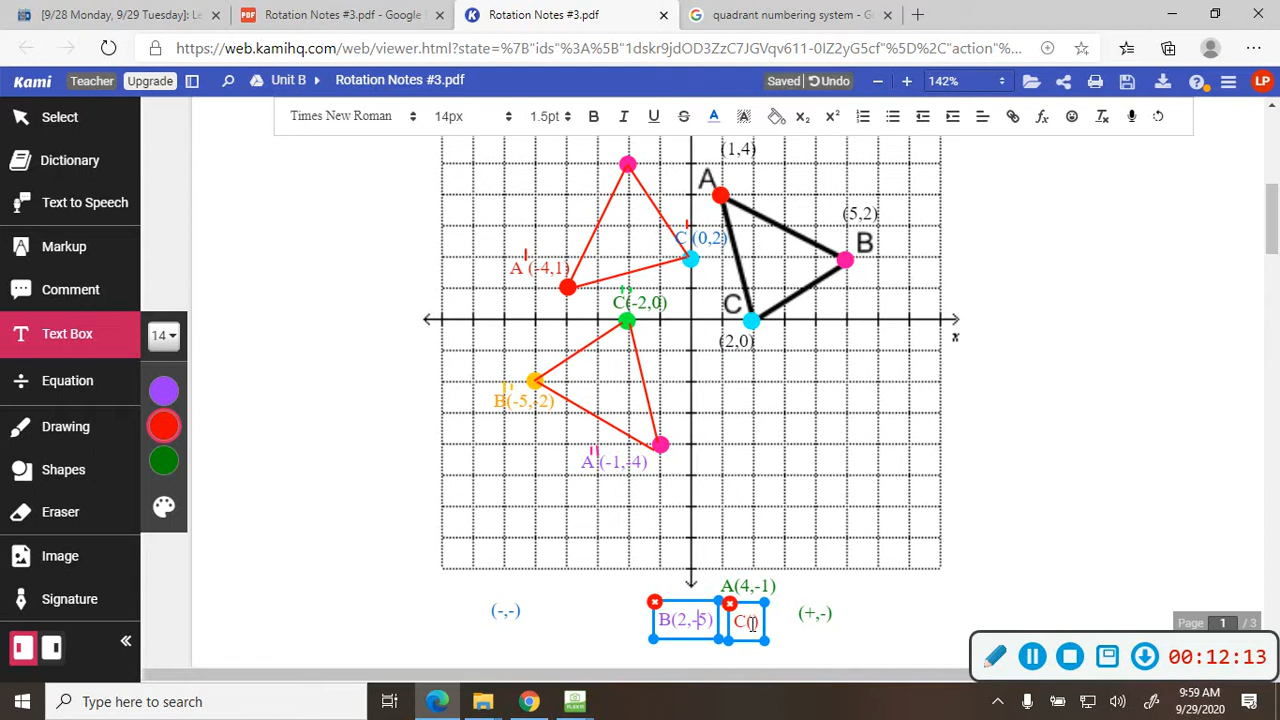 [9/28 Monday, 9/29 Tuesday]: Le
Rotation Notes #3.pdf - Google
Rotation Notes #3.pdf
quadrant numbering system - Go
https://web.kamihq.com/web/viewer.html?state=%7B"ids"%3A%5B"1dskr9jdOD3ZzC7JGVqv611-0IZ2yG5cf"%5D%2C"action"...
Kami Teacher Upgrade Unit B Rotation Notes #3.pdf Saved Undo 142% LP
Times New Roman 14px 1.5pt B I U S A A x₂ x² fx
Select
Dictionary
Text to Speech
Markup
Comment
T Text Box
Equation
Drawing
Shapes
Eraser
Image
Signature
14
(1,4)
A
(5,2)
B
C'(0,2)
A'(-4,1)
C''(-2,0)
C
(2,0)
x
B''(-5,-2)
A''(-1,-4)
A(4,-1)
(-,-)
B(2,-5)
C()
(+,-)
Page 1 / 3
00:12:13
Type here to search
9:59 AM
9/29/2020